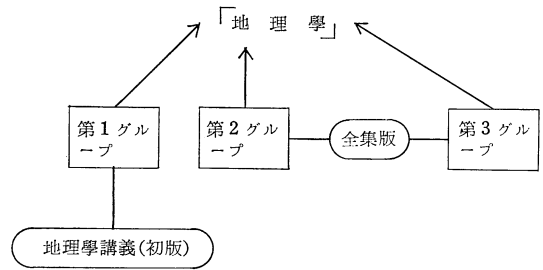 「地理學」
第1グル
ープ
第2グル
ープ
全集版
第3グル
ープ
地理學講義(初版)